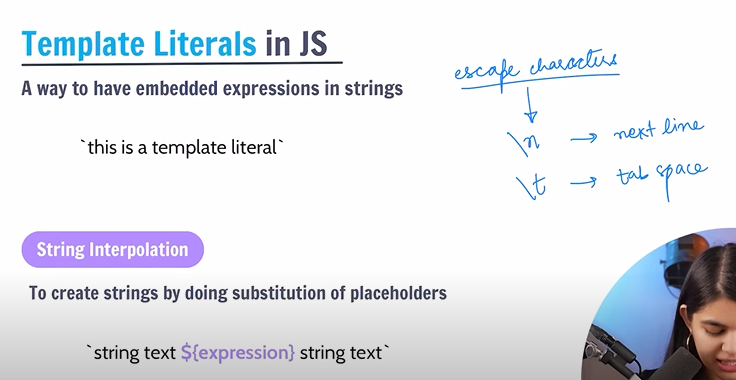 Template Literals in JS
A way to have embedded expressions in strings
`this is a template literal`
escape characters
\n → next line
\t → tab space
String Interpolation
To create strings by doing substitution of placeholders
`string text ${expression} string text`